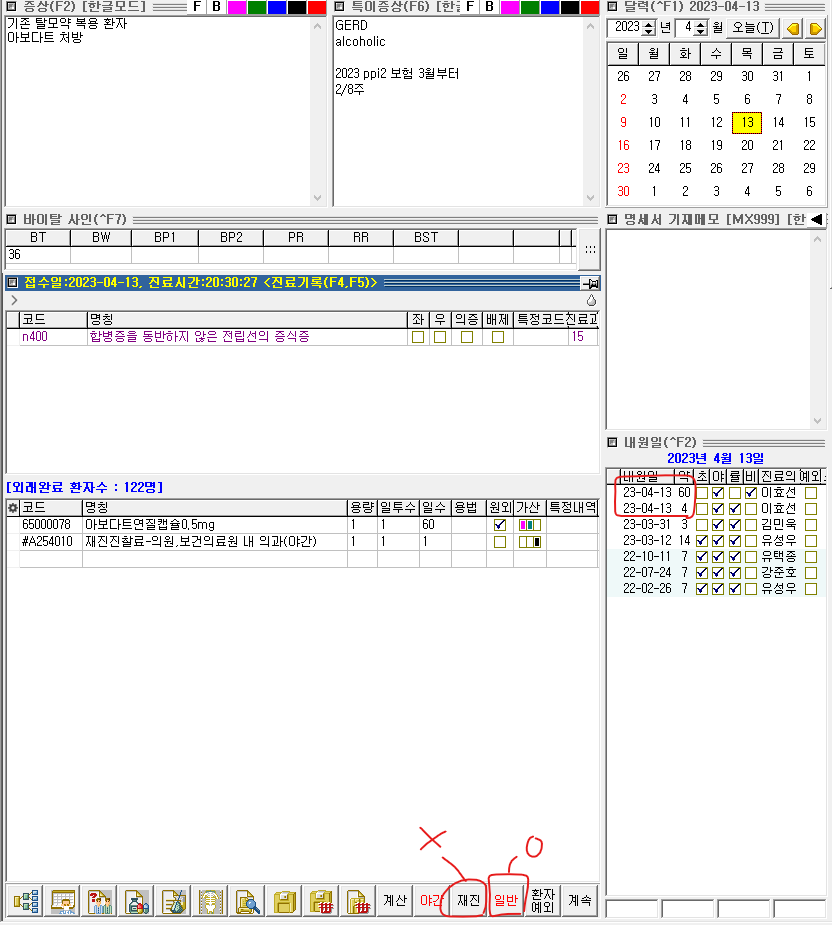 증상(F2) [한글모드] F B
기존 탈모약 복용 환자
아보다트 처방
특이증상(F6) [한글 F B
GERD
alcoholic
2023 ppi2 보험 3월부터
2/8주
달력(^F1) 2023-04-13
2023 년 4 월 오늘(T)
일 월 화 수 목 금 토
26 27 28 29 30 31 1
2 3 4 5 6 7 8
9 10 11 12 13 14 15
16 17 18 19 20 21 22
23 24 25 26 27 28 29
30 1 2 3 4 5 6
바이탈 사인(^F7)
BT BW BP1 BP2 PR RR BST
36
명세서 기재메모 [MX999] [한
접수일:2023-04-13, 진료시간:20:30:27 <진료기록(F4,F5)>
코드 명칭 좌 우 의증 배제 특정코드 진료과
n400 합병증을 동반하지 않은 전립선의 증식증 15
[외래완료 환자수 : 122명]
코드 명칭 용량 일투수 일수 용법 원외 가산 특정내역
65000078 아보다트연질캡슐0,5mg 1 1 60
#A254010 재진진찰료-의원,보건의료원 내 의과(야간) 1 1 1
내원일(^F2)
2023년 4월 13일
내원일 약 초 야 률 비 진료의 예외
23-04-13 60 이효선
23-04-13 4 이효선
23-03-31 3 김민욱
23-03-12 14 유성우
22-10-11 7 유택종
22-07-24 7 강준호
22-02-26 7 유성우
X O
계산 야간 재진 일반 환자예외 계속